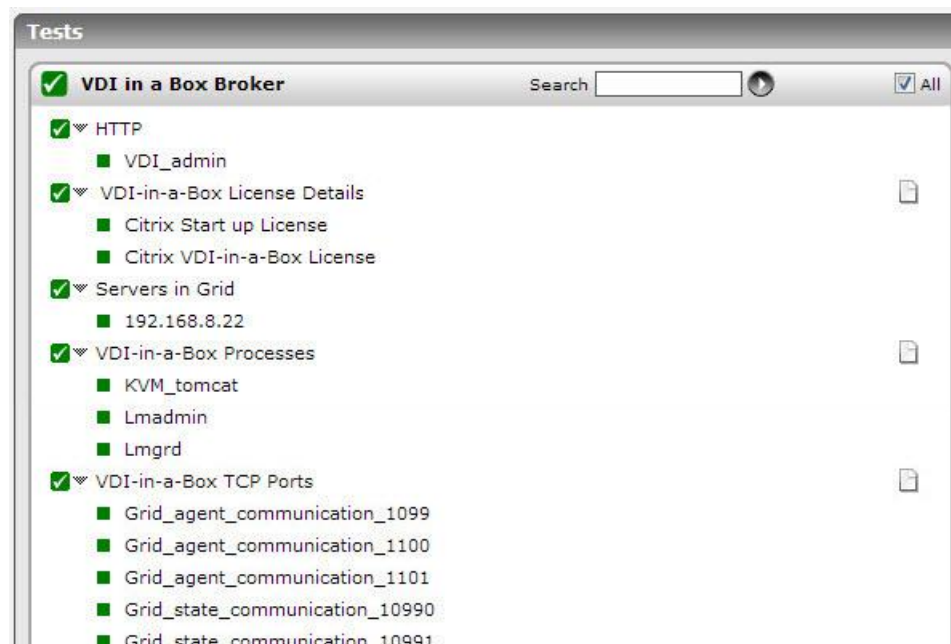 Tests
VDI in a Box Broker Search All
HTTP
VDI_admin
VDI-in-a-Box License Details
Citrix Start up License
Citrix VDI-in-a-Box License
Servers in Grid
192.168.8.22
VDI-in-a-Box Processes
KVM_tomcat
Lmadmin
Lmgrd
VDI-in-a-Box TCP Ports
Grid_agent_communication_1099
Grid_agent_communication_1100
Grid_agent_communication_1101
Grid_state_communication_10990
Grid_state_communication_10991